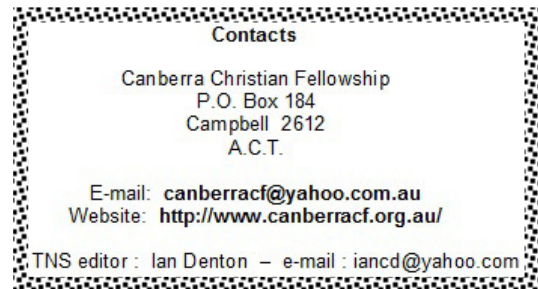 Contacts
Canberra Christian Fellowship
P.O. Box 184
Campbell 2612
A.C.T.
E-mail: canberracf@yahoo.com.au
Website: http://www.canberracf.org.au/
TNS editor : Ian Denton – e-mail : iancd@yahoo.com